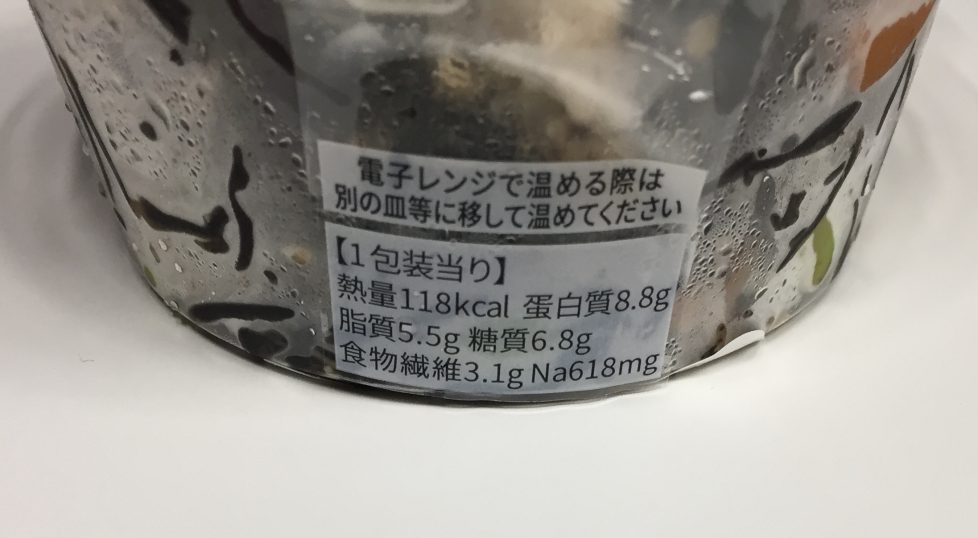 電子レンジで温める際は
別の皿等に移して温めてください
【1包装当り】
熱量118kcal 蛋白質8.8g
脂質5.5g 糖質6.8g
食物繊維3.1g Na618mg